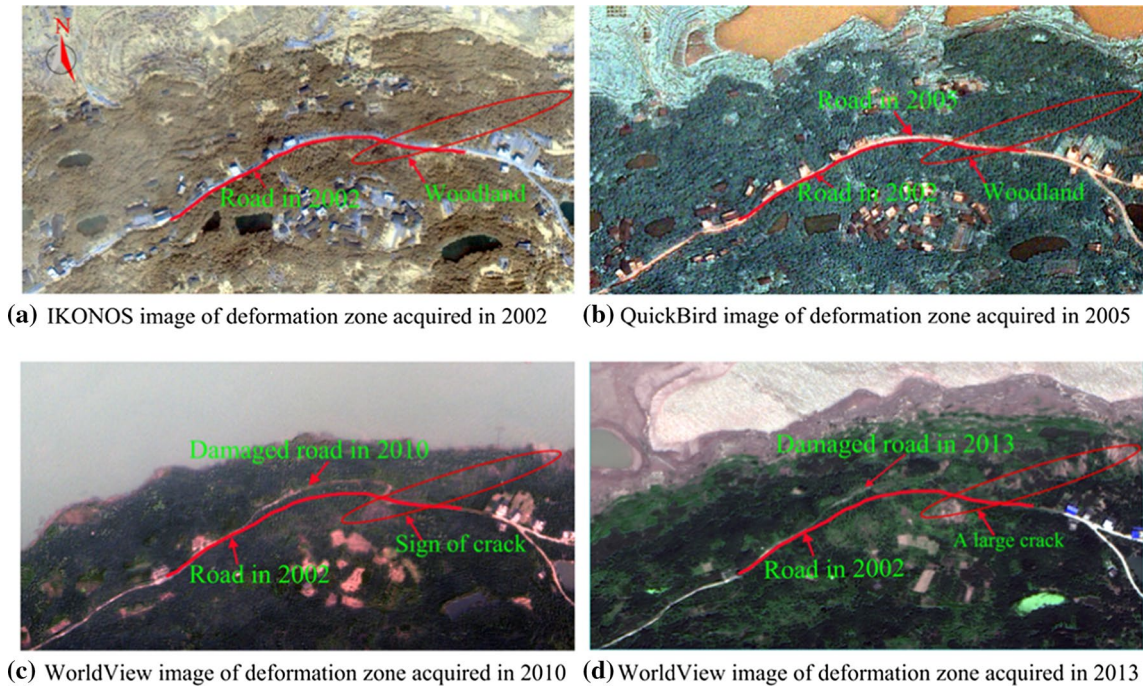 N
Road in 2002
Woodland
(a) IKONOS image of deformation zone acquired in 2002
Road in 2005
Road in 2002
Woodland
(b) QuickBird image of deformation zone acquired in 2005
Damaged road in 2010
Sign of crack
Road in 2002
(c) WorldView image of deformation zone acquired in 2010
Damaged road in 2013
A large crack
Road in 2002
(d) WorldView image of deformation zone acquired in 2013